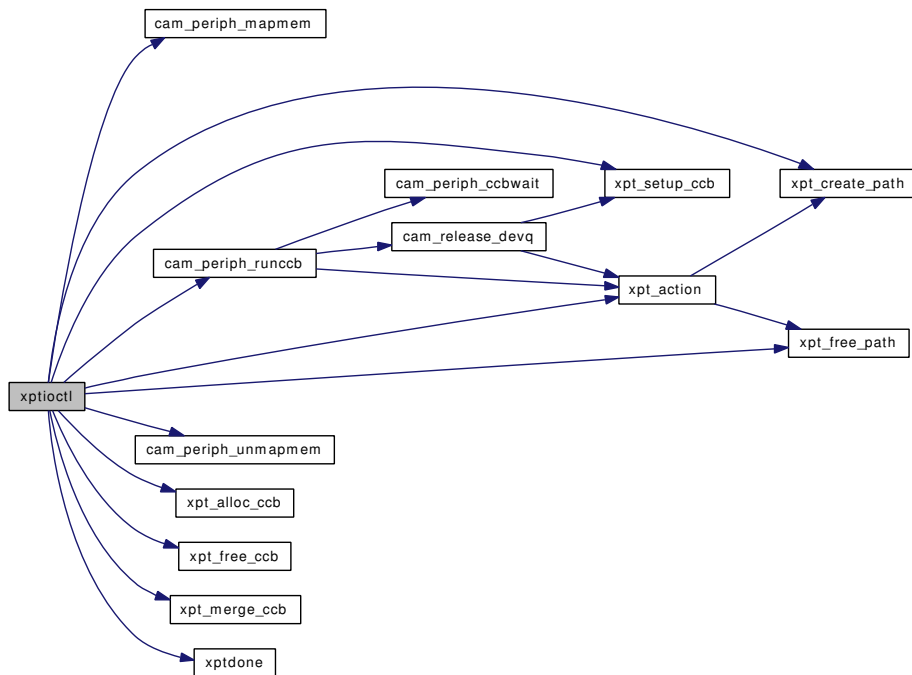 cam_periph_mapmem
cam_periph_ccbwait
xpt_setup_ccb
xpt_create_path
cam_release_devq
cam_periph_runccb
xpt_action
xpt_free_path
xptioctl
cam_periph_unmapmem
xpt_alloc_ccb
xpt_free_ccb
xpt_merge_ccb
xptdone